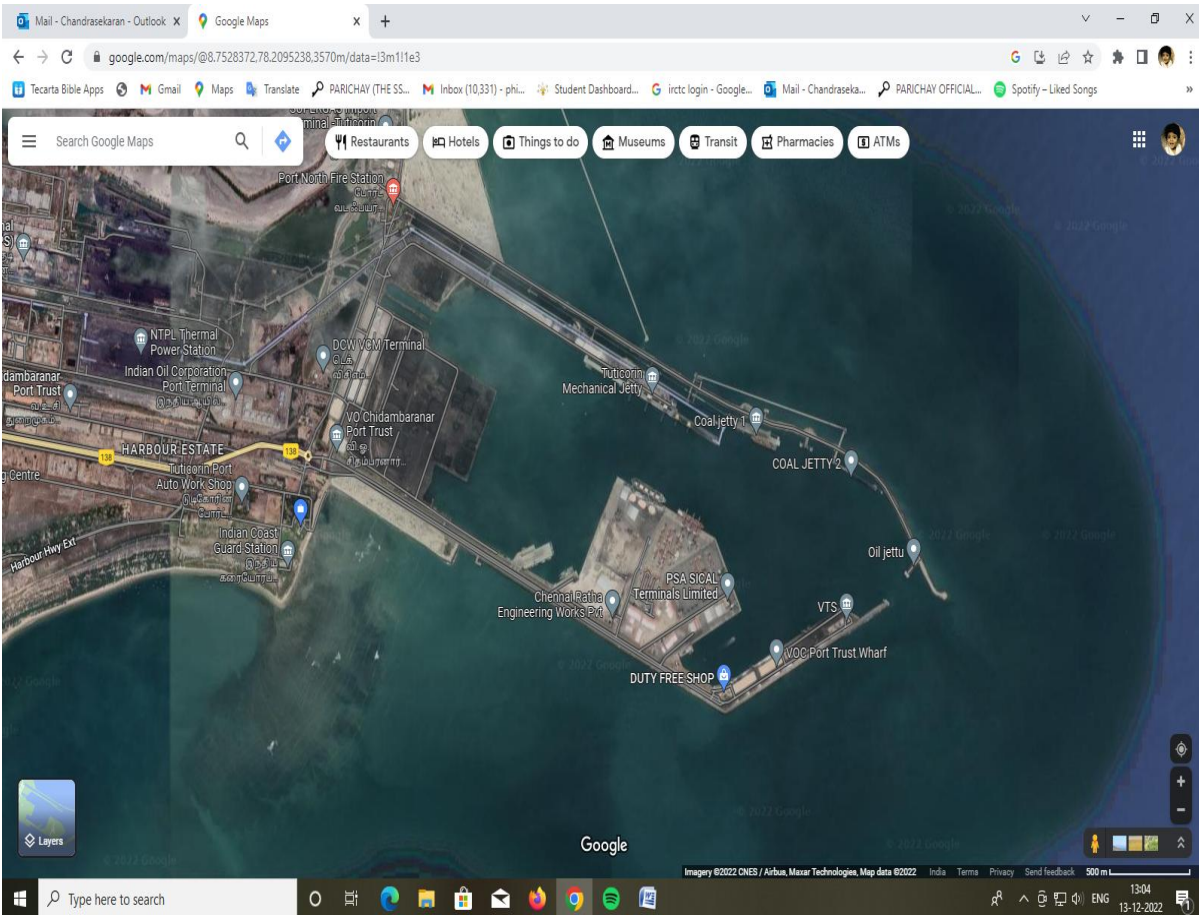 Mail - Chandrasekaran - Outlook
Google Maps
google.com/maps/@8.7528372,78.2095238,3570m/data=!3m1!1e3
Tecarta Bible Apps
Gmail
Maps
Translate
PARICHAY (THE SS...
Inbox (10,331) - phi...
Student Dashboard...
irctc login - Google...
Mail - Chandraseka...
PARICHAY OFFICIAL...
Spotify – Liked Songs
»
Search Google Maps
Restaurants
Hotels
Things to do
Museums
Transit
Pharmacies
ATMs
Port North Fire Station
NTPL Thermal
Power Station
Indian Oil Corporation
Port Terminal
DCW VCM Terminal
dambaranar
Port Trust
VO Chidambaranar
Port Trust
வி.ஓ
138
HARBOUR ESTATE
138
g Centre
Tuticorin Port
Auto Work Shop
Indian Coast
Guard Station
இந்திய
Harbour Hwy Ext
Tuticorin
Mechanical Jetty
Coal jetty 1
COAL JETTY 2
Oil jettu
PSA SICAL
Terminals Limited
Chennai Ratha
Engineering Works Pvt
VTS
VOC Port Trust Wharf
DUTY FREE SHOP
© 2022 Google
Layers
Google
Imagery ©2022 CNES / Airbus, Maxar Technologies, Map data ©2022 India Terms Privacy Send feedback 500 m
Type here to search
ENG
13:04
13-12-2022